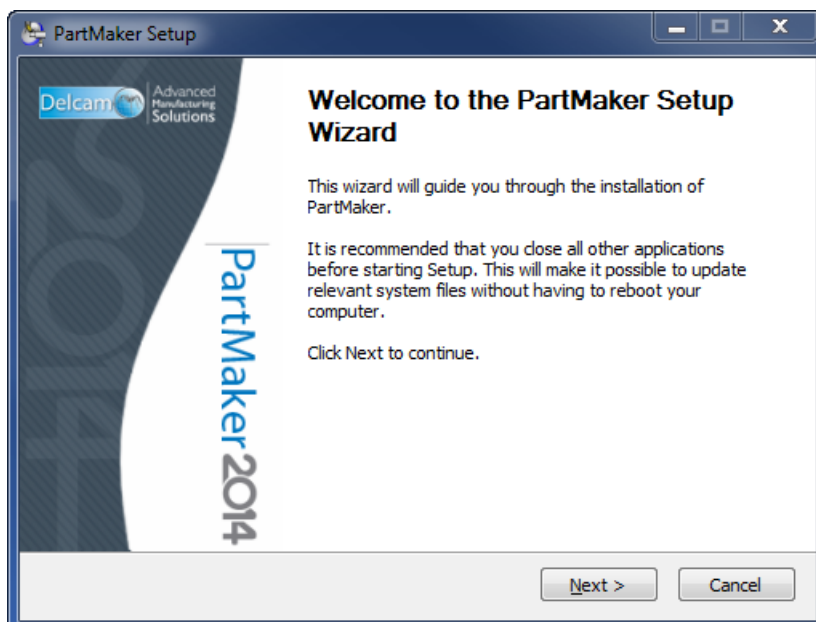 PartMaker Setup
Delcam
Advanced
Manufacturing
Solutions
2014
PartMaker 2014
Welcome to the PartMaker Setup
Wizard
This wizard will guide you through the installation of
PartMaker.
It is recommended that you close all other applications
before starting Setup. This will make it possible to update
relevant system files without having to reboot your
computer.
Click Next to continue.
Next >
Cancel